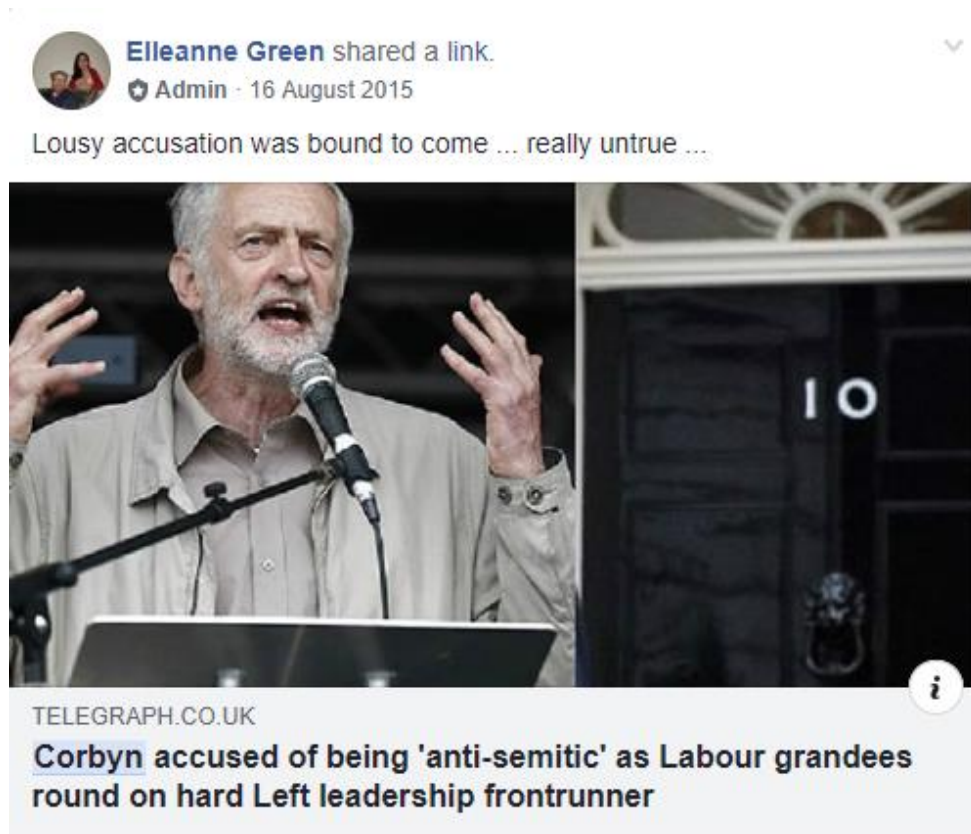 Elleanne Green shared a link.
Admin · 16 August 2015
Lousy accusation was bound to come ... really untrue ...
10
TELEGRAPH.CO.UK
Corbyn accused of being 'anti-semitic' as Labour grandees
round on hard Left leadership frontrunner